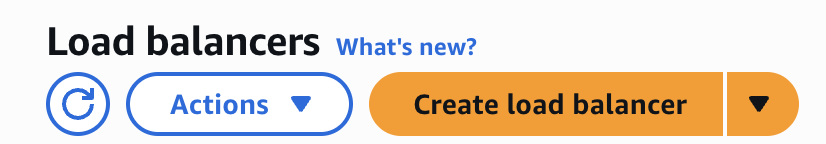 Load balancers What's new?
Actions Create load balancer